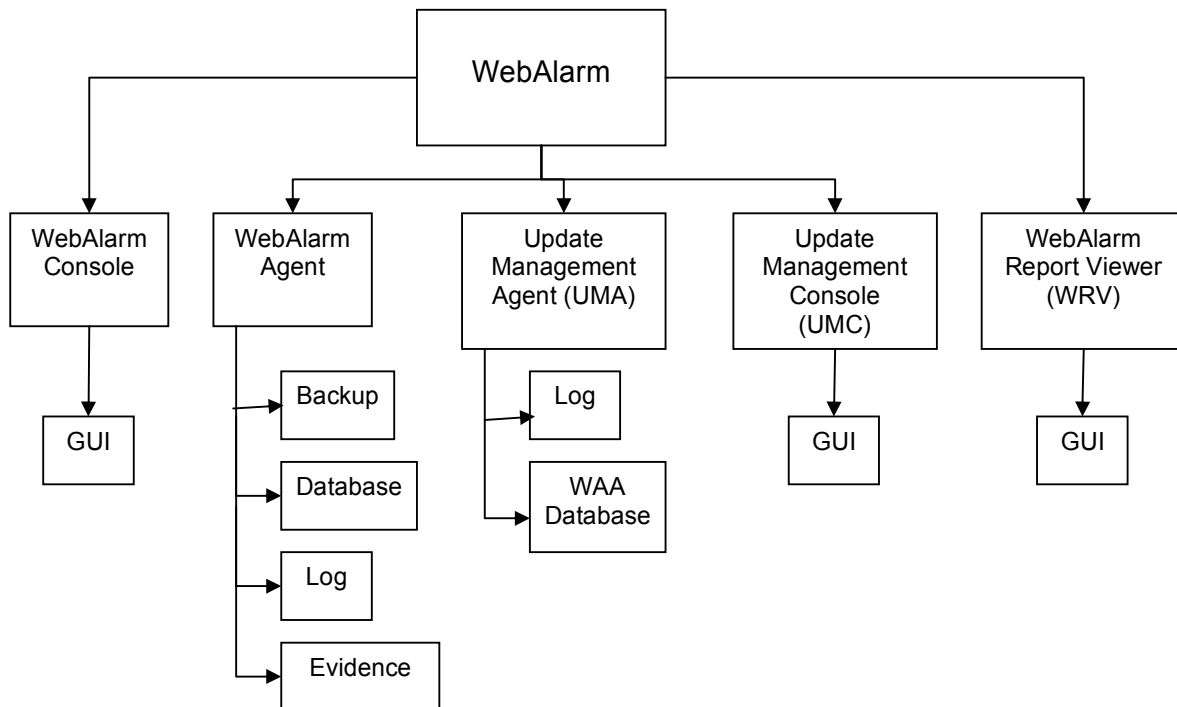 WebAlarm
WebAlarm
Console
WebAlarm
Agent
Update
Management
Agent (UMA)
Update
Management
Console
(UMC)
WebAlarm
Report Viewer
(WRV)
GUI
Backup
Database
Log
Evidence
Log
WAA
Database
GUI
GUI